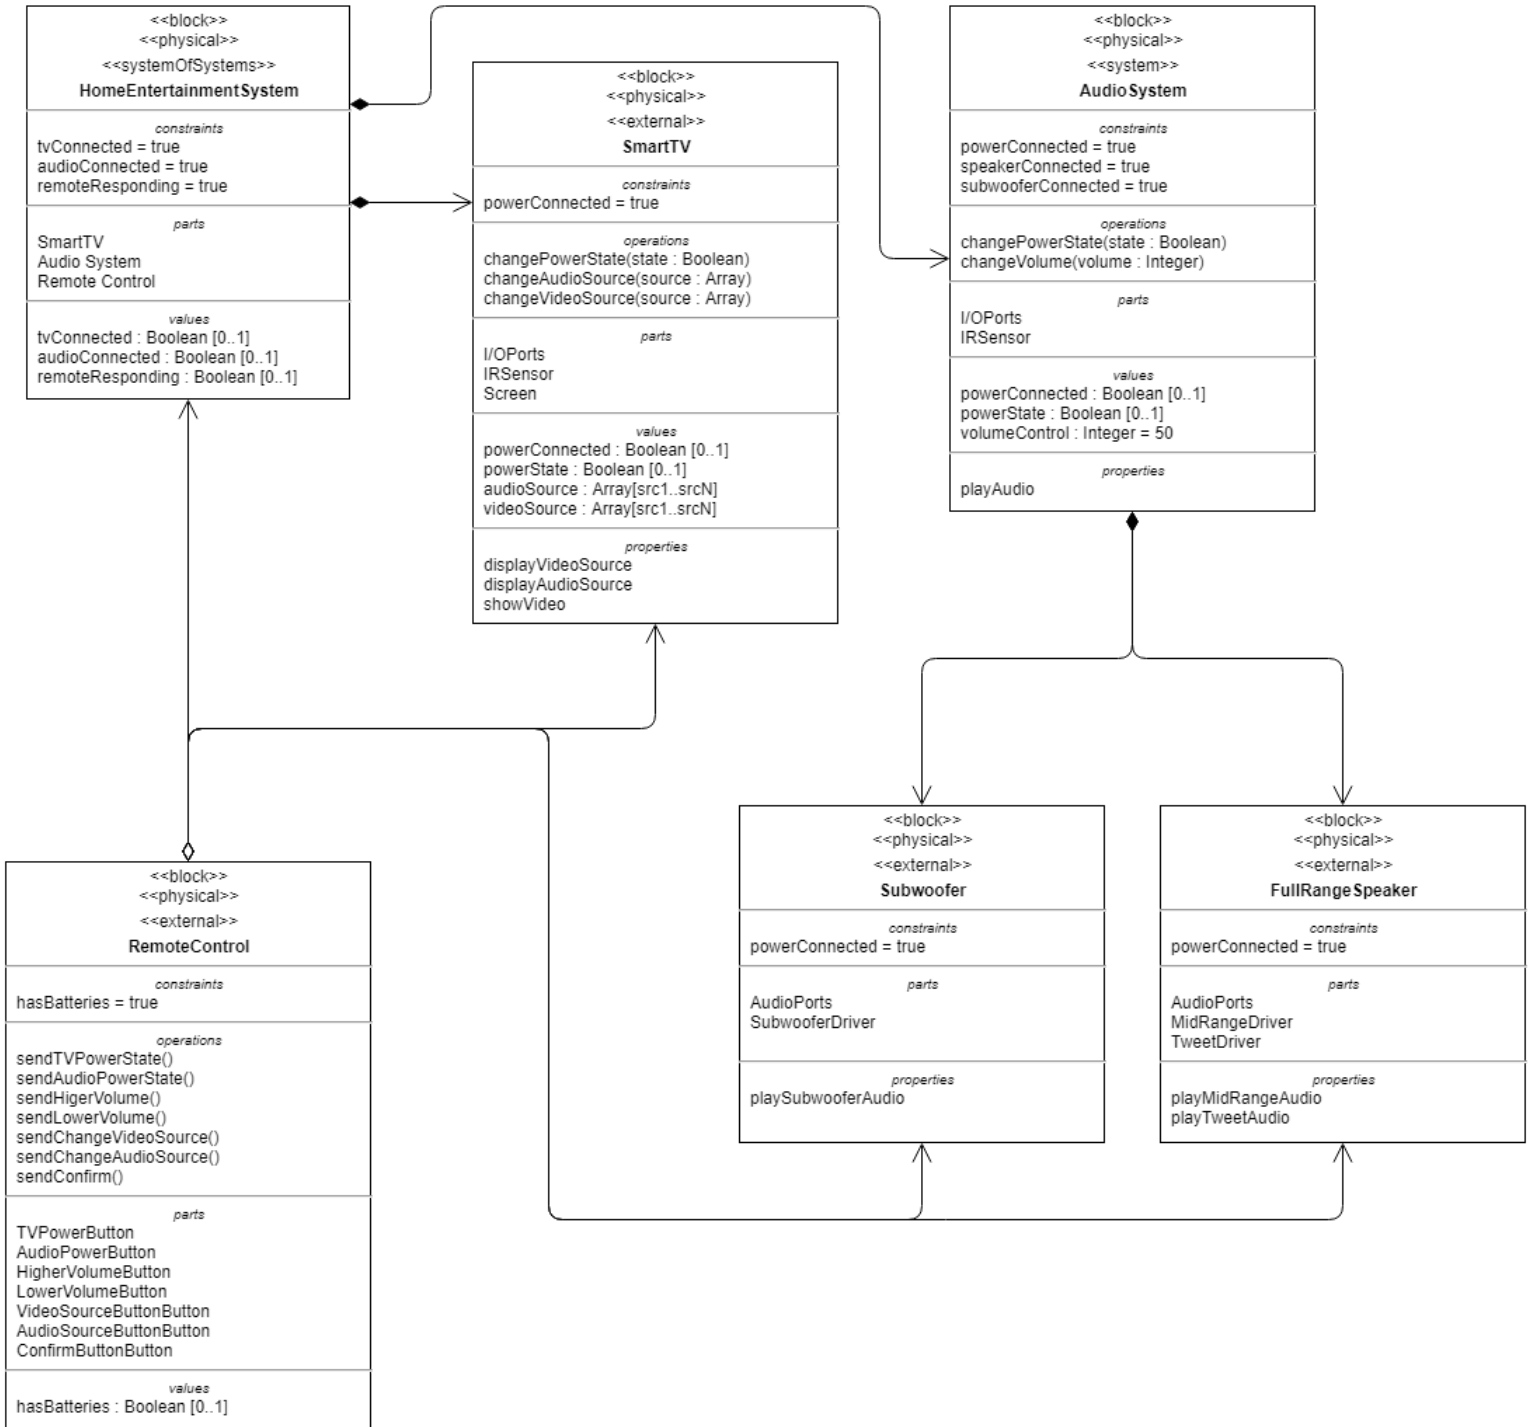 <<block>>
<<physical>>
<<systemOfSystems>>
HomeEntertainmentSystem
constraints
tvConnected = true
audioConnected = true
remoteResponding = true
parts
SmartTV
Audio System
Remote Control
values
tvConnected : Boolean [0..1]
audioConnected : Boolean [0..1]
remoteResponding : Boolean [0..1]
<<block>>
<<physical>>
<<external>>
SmartTV
constraints
powerConnected = true
operations
changePowerState(state : Boolean)
changeAudioSource(source : Array)
changeVideoSource(source : Array)
parts
I/OPorts
IRSensor
Screen
values
powerConnected : Boolean [0..1]
powerState : Boolean [0..1]
audioSource : Array[src1..srcN]
videoSource : Array[src1..srcN]
properties
displayVideoSource
displayAudioSource
showVideo
<<block>>
<<physical>>
<<system>>
AudioSystem
constraints
powerConnected = true
speakerConnected = true
subwooferConnected = true
operations
changePowerState(state : Boolean)
changeVolume(volume : Integer)
parts
I/OPorts
IRSensor
values
powerConnected : Boolean [0..1]
powerState : Boolean [0..1]
volumeControl : Integer = 50
properties
playAudio
<<block>>
<<physical>>
<<external>>
RemoteControl
constraints
hasBatteries = true
operations
sendTVPowerState()
sendAudioPowerState()
sendHigerVolume()
sendLowerVolume()
sendChangeVideoSource()
sendChangeAudioSource()
sendConfirm()
parts
TVPowerButton
AudioPowerButton
HigherVolumeButton
LowerVolumeButton
VideoSourceButtonButton
AudioSourceButtonButton
ConfirmButtonButton
values
hasBatteries : Boolean [0..1]
<<block>>
<<physical>>
<<external>>
Subwoofer
constraints
powerConnected = true
parts
AudioPorts
SubwooferDriver
properties
playSubwooferAudio
<<block>>
<<physical>>
<<external>>
FullRangeSpeaker
constraints
powerConnected = true
parts
AudioPorts
MidRangeDriver
TweetDriver
properties
playMidRangeAudio
playTweetAudio